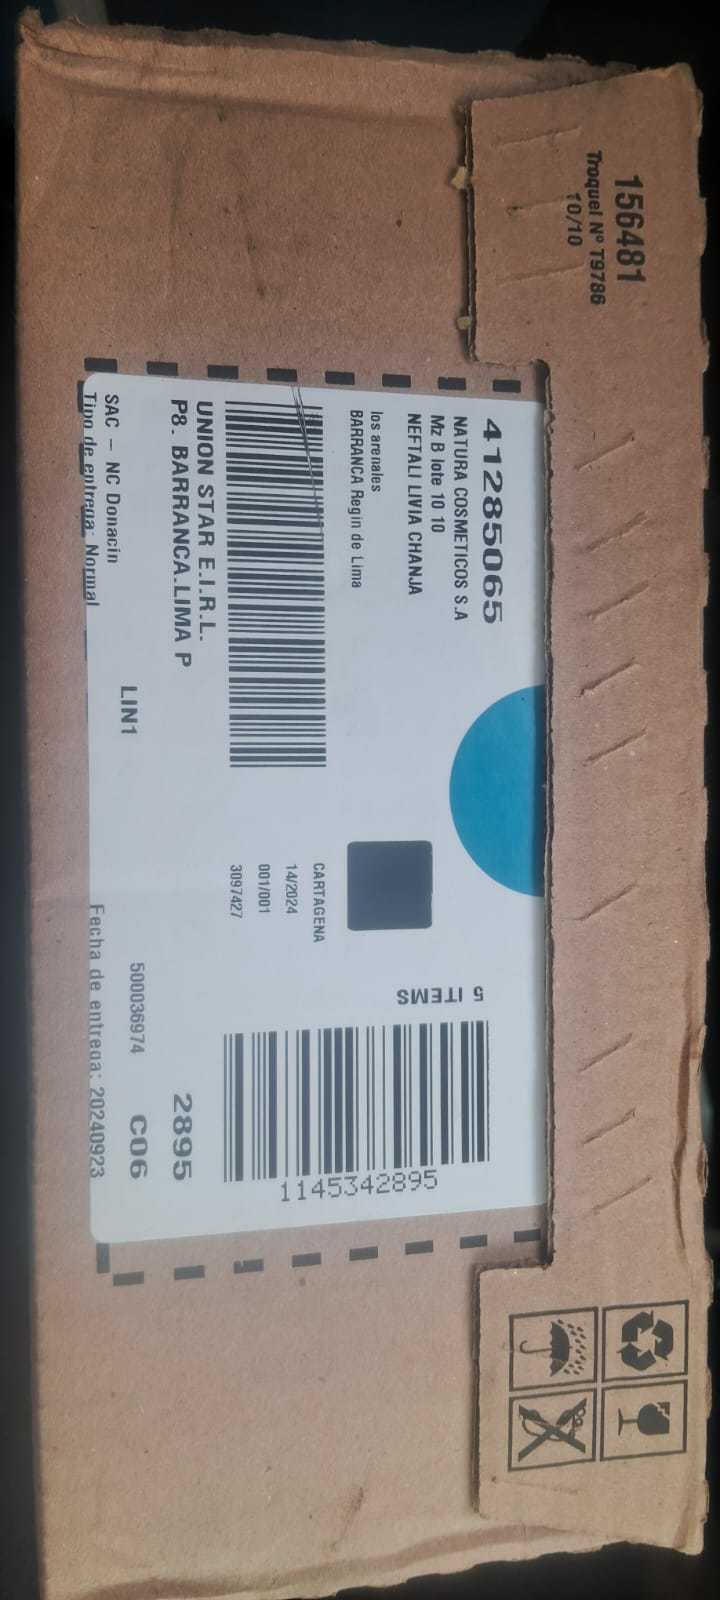 156481
Troquel Nº T9786
10/10
41285065
NATURA COSMETICOS S.A
Mz B lote 10 10
NEFTALI LIVIA CHANJA
los arenales
BARRANCA Regin de Lima
UNION STAR E.I.R.L.
P8. BARRANCA.LIMA P
SAC - NC Donacin
Tipo de entrega: Normal
LIN1
CARTAGENA
14/2024
001/001
3097427
5 ITEMS
1145342895
2895
500036974
C06
Fecha de entrega: 20240923